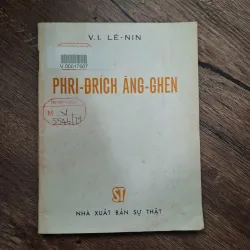 V. I. LÊ-NIN
PHRI-ĐRÍCH ĂNG-GHEN
ST
NHÀ XUẤT BẢN SỰ THẬT